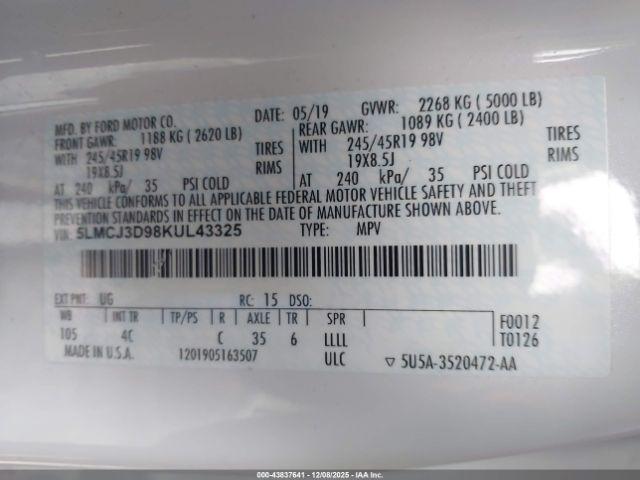 MFD. BY FORD MOTOR CO. DATE: 05/19 GVWR: 2268 KG ( 5000 LB)
FRONT GAWR: 1188 KG ( 2620 LB) REAR GAWR: 1089 KG ( 2400 LB)
WITH 245/45R19 98V TIRES WITH 245/45R19 98V TIRES
19X8.5J RIMS 19X8.5J RIMS
AT 240 kPa/ 35 PSI COLD AT 240 kPa/ 35 PSI COLD
THIS VEHICLE CONFORMS TO ALL APPLICABLE FEDERAL MOTOR VEHICLE SAFETY AND THEFT
PREVENTION STANDARDS IN EFFECT ON THE DATE OF MANUFACTURE SHOWN ABOVE.
VIN: 5LMCJ3D98KUL43325 TYPE: MPV
EXT PNT: UG RC: 15 DSO:
WB INT TR TP/PS R AXLE TR SPR F0012
105 4C C 35 6 LLLL T0126
MADE IN U.S.A. 1201905163507 ULC ▽ 5U5A-3520472-AA
000-43837641 - 12/08/2025 - IAA Inc.